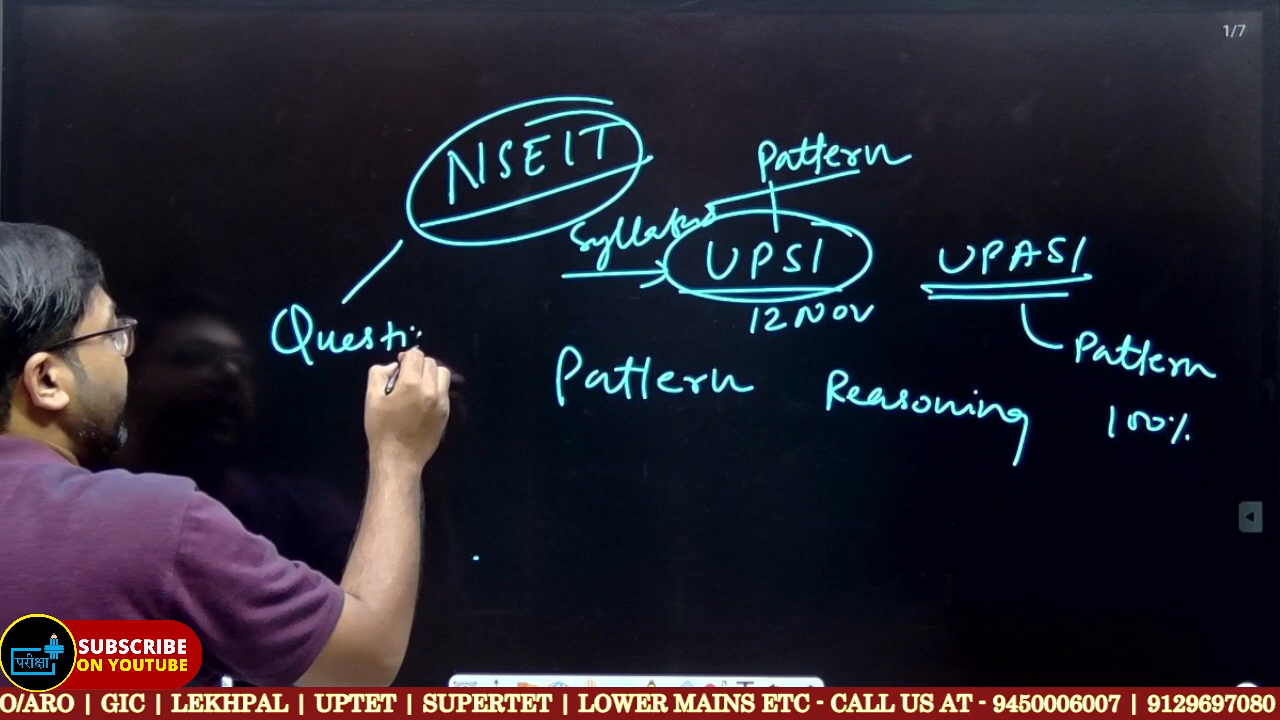 1/7
NSEIT
Pattern
Syllabus
UPSI
UPASI
12 Nov
Questi
Pattern
Pattern
Reasoning
100%
परीक्षा
SUBSCRIBE
ON YOUTUBE
O/ARO | GIC | LEKHPAL | UPTET | SUPERTET | LOWER MAINS ETC - CALL US AT - 9450006007 | 9129697080